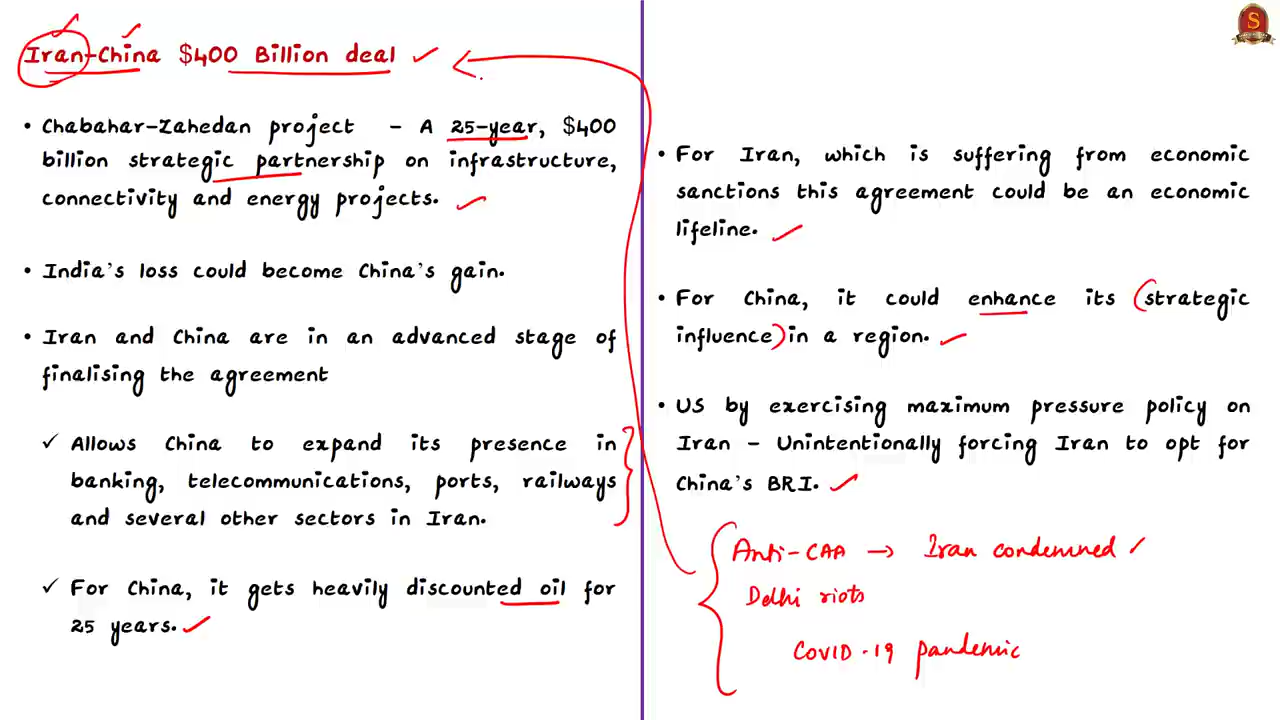 Iran-China $400 Billion deal
• Chabahar-Zahedan project - A 25-year, $400
billion strategic partnership on infrastructure,
connectivity and energy projects.
• India's loss could become China's gain.
• Iran and China are in an advanced stage of
finalising the agreement
✓ Allows China to expand its presence in
banking, telecommunications, ports, railways
and several other sectors in Iran.
✓ For China, it gets heavily discounted oil for
25 years.
• For Iran, which is suffering from economic
sanctions this agreement could be an economic
lifeline.
• For China, it could enhance its (strategic
influence) in a region.
• US by exercising maximum pressure policy on
Iran - Unintentionally forcing Iran to opt for
China's BRI.
Anti-CAA → Iran condemned ✓
Delhi riots
COVID-19 pandemic
S